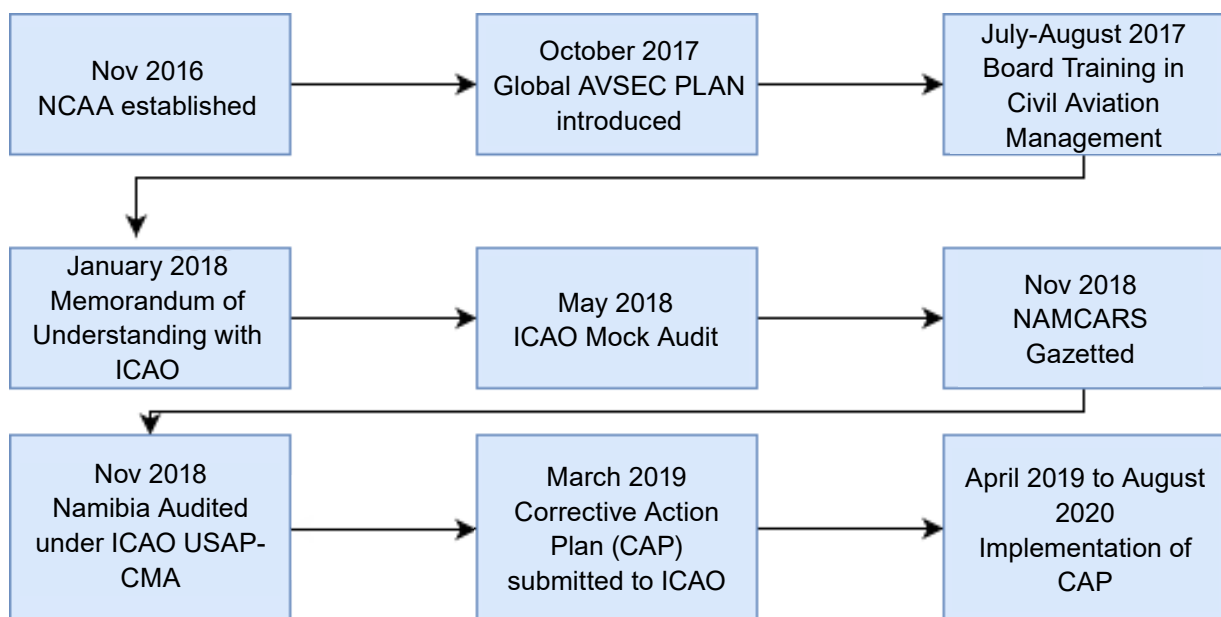 Nov 2016
NCAA established
October 2017
Global AVSEC PLAN
introduced
July-August 2017
Board Training in
Civil Aviation
Management
January 2018
Memorandum of
Understanding with
ICAO
May 2018
ICAO Mock Audit
Nov 2018
NAMCARS
Gazetted
Nov 2018
Namibia Audited
under ICAO USAP-
CMA
March 2019
Corrective Action
Plan (CAP)
submitted to ICAO
April 2019 to August
2020
Implementation of
CAP